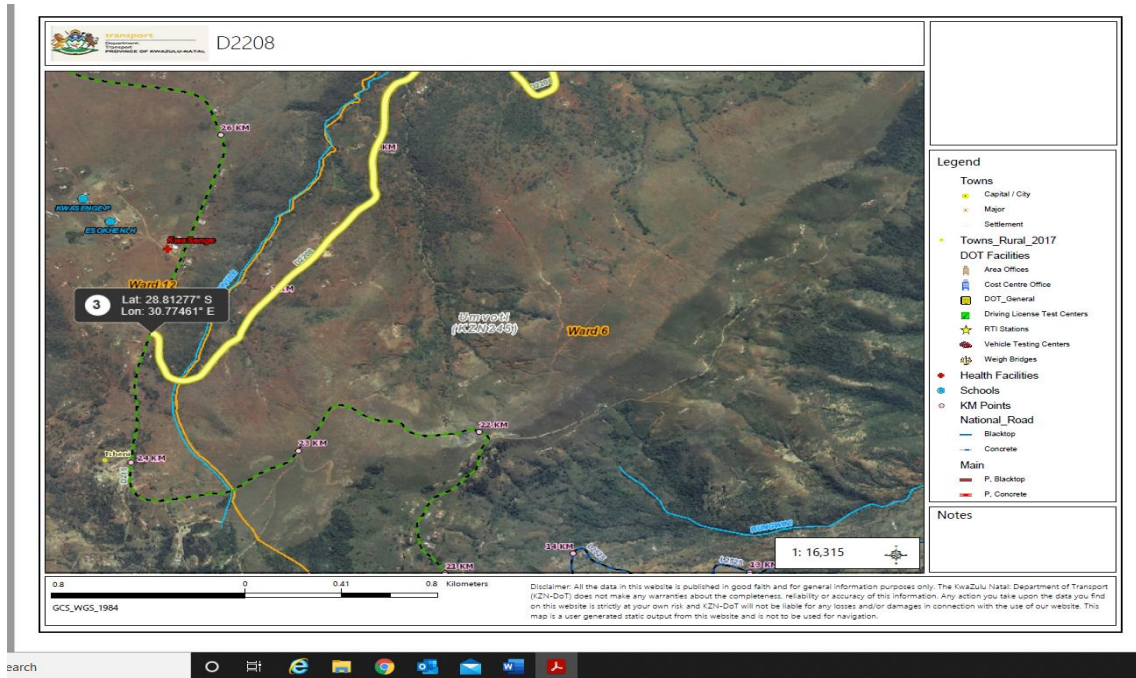 transport
Department:
Transport
PROVINCE OF KWAZULU-NATAL
D2208
26 KM
KM
KWASENGE P
ESOKHENI H
KwaSenge
Ward 12
D2208
KM
3
Lat: 28.81277° S
Lon: 30.77461° E
Umvoti
(KZN245)
Ward 6
22 KM
23 KM
24 KM
21 KM
14 KM
13 KM
Legend
Towns
Capital / City
Major
Settlement
Towns_Rural_2017
DOT Facilities
Area Offices
Cost Centre Office
DOT_General
Driving License Test Centers
RTI Stations
Vehicle Testing Centers
Weigh Bridges
Health Facilities
Schools
KM Points
National_Road
Blacktop
Concrete
Main
P, Blacktop
P, Concrete
Notes
1: 16,315
0.8
0
0.41
0.8 Kilometers
GCS_WGS_1984
Disclaimer: All the data in this website is published in good faith and for general information purposes only. The KwaZulu Natal: Department of Transport
(KZN-DoT) does not make any warranties about the completeness, reliability or accuracy of this information. Any action you take upon the data you find
on this website is strictly at your own risk and KZN-DoT will not be liable for any losses and/or damages in connection with the use of our website. This
map is a user generated static output from this website and is not to be used for navigation.
earch